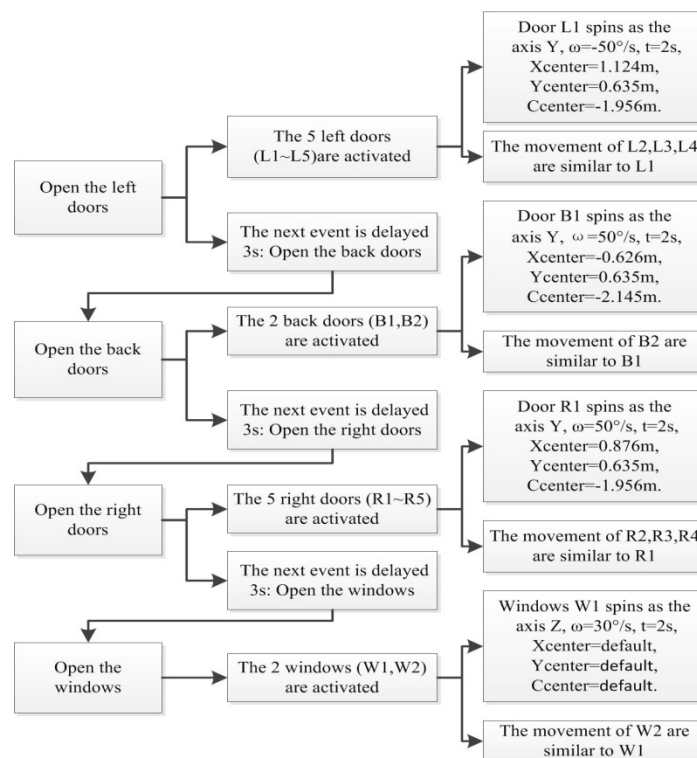 Open the left
doors
The 5 left doors
(L1~L5)are activated
Door L1 spins as the
axis Y, ω=-50°/s, t=2s,
Xcenter=1.124m,
Ycenter=0.635m,
Ccenter=-1.956m.
The movement of L2,L3,L4
are similar to L1
The next event is delayed
3s: Open the back doors
Open the back
doors
The 2 back doors (B1,B2)
are activated
Door B1 spins as the
axis Y, ω=50°/s, t=2s,
Xcenter=-0.626m,
Ycenter=0.635m,
Ccenter=-2.145m.
The movement of B2 are
similar to B1
The next event is delayed
3s: Open the right doors
Open the right
doors
The 5 right doors (R1~R5)
are activated
Door R1 spins as the
axis Y, ω=50°/s, t=2s,
Xcenter=0.876m,
Ycenter=0.635m,
Ccenter=-1.956m.
The movement of R2,R3,R4
are similar to R1
The next event is delayed
3s: Open the windows
Open the
windows
The 2 windows (W1,W2)
are activated
Windows W1 spins as the
axis Z, ω=30°/s, t=2s,
Xcenter=default,
Ycenter=default,
Ccenter=default.
The movement of W2 are
similar to W1